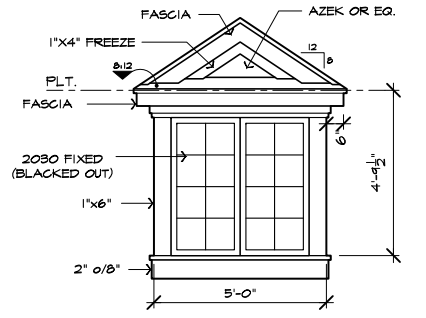 FASCIA
AZEK OR EQ.
1"X4" FREEZE
12
8
8:12
PLT.
FASCIA
6"
2030 FIXED
(BLACKED OUT)
4'-9 1/2"
1"x6"
2" o/8"
5'-0"